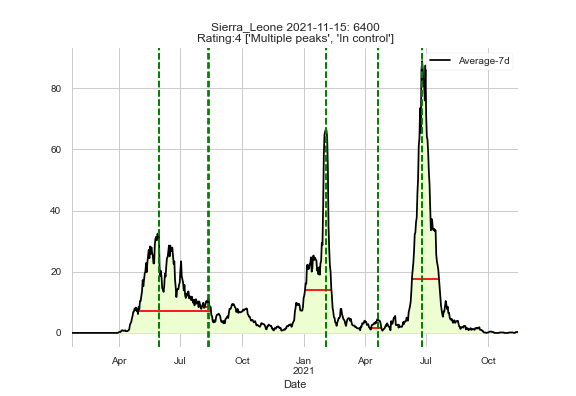 Sierra_Leone 2021-11-15: 6400
Rating:4 ['Multiple peaks', 'In control']
Average-7d
80
60
40
20
0
Apr Jul Oct Jan Apr Jul Oct
2021
Date